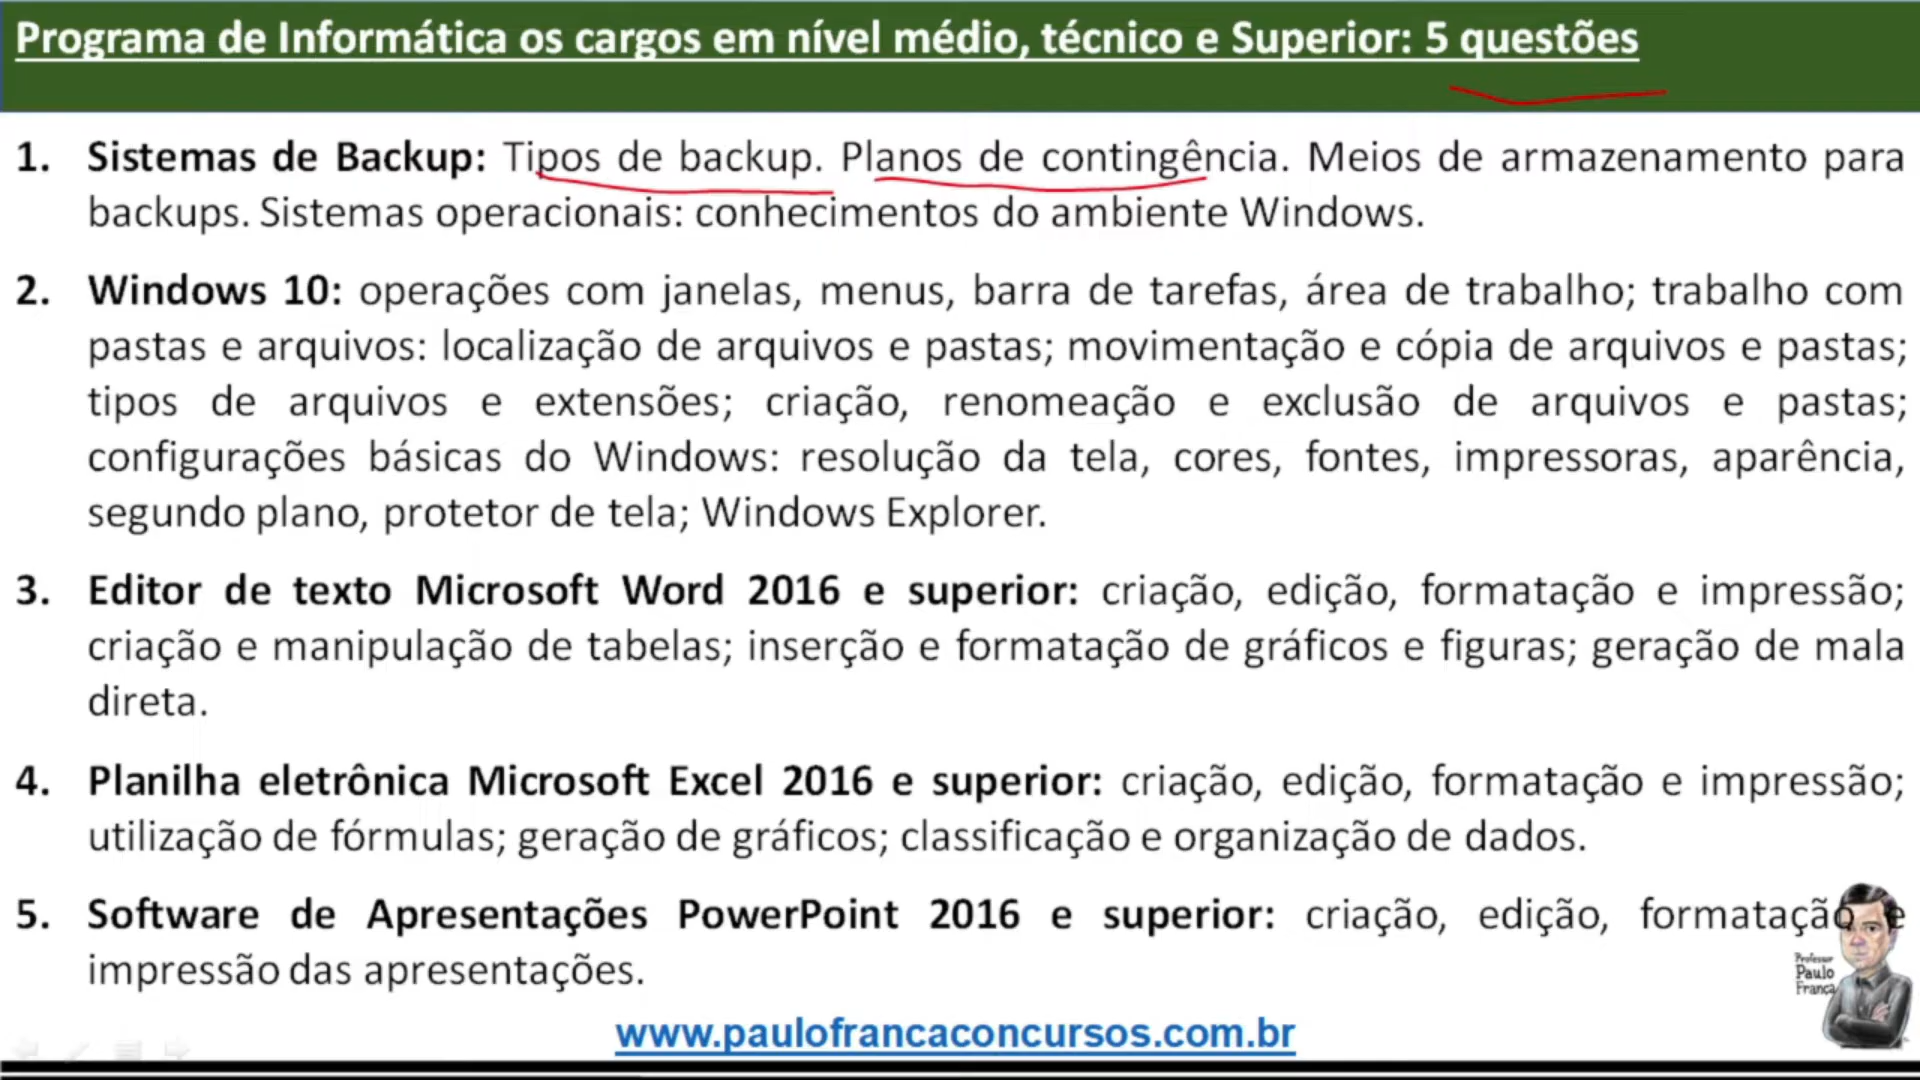 Programa de Informática os cargos em nível médio, técnico e Superior: 5 questões
1. Sistemas de Backup: Tipos de backup. Planos de contingência. Meios de armazenamento para
backups. Sistemas operacionais: conhecimentos do ambiente Windows.
2. Windows 10: operações com janelas, menus, barra de tarefas, área de trabalho; trabalho com
pastas e arquivos: localização de arquivos e pastas; movimentação e cópia de arquivos e pastas;
tipos de arquivos e extensões; criação, renomeação e exclusão de arquivos e pastas;
configurações básicas do Windows: resolução da tela, cores, fontes, impressoras, aparência,
segundo plano, protetor de tela; Windows Explorer.
3. Editor de texto Microsoft Word 2016 e superior: criação, edição, formatação e impressão;
criação e manipulação de tabelas; inserção e formatação de gráficos e figuras; geração de mala
direta.
4. Planilha eletrônica Microsoft Excel 2016 e superior: criação, edição, formatação e impressão;
utilização de fórmulas; geração de gráficos; classificação e organização de dados.
5. Software de Apresentações PowerPoint 2016 e superior: criação, edição, formatação e
impressão das apresentações.
Professor
Paulo
França
www.paulofrancaconcursos.com.br